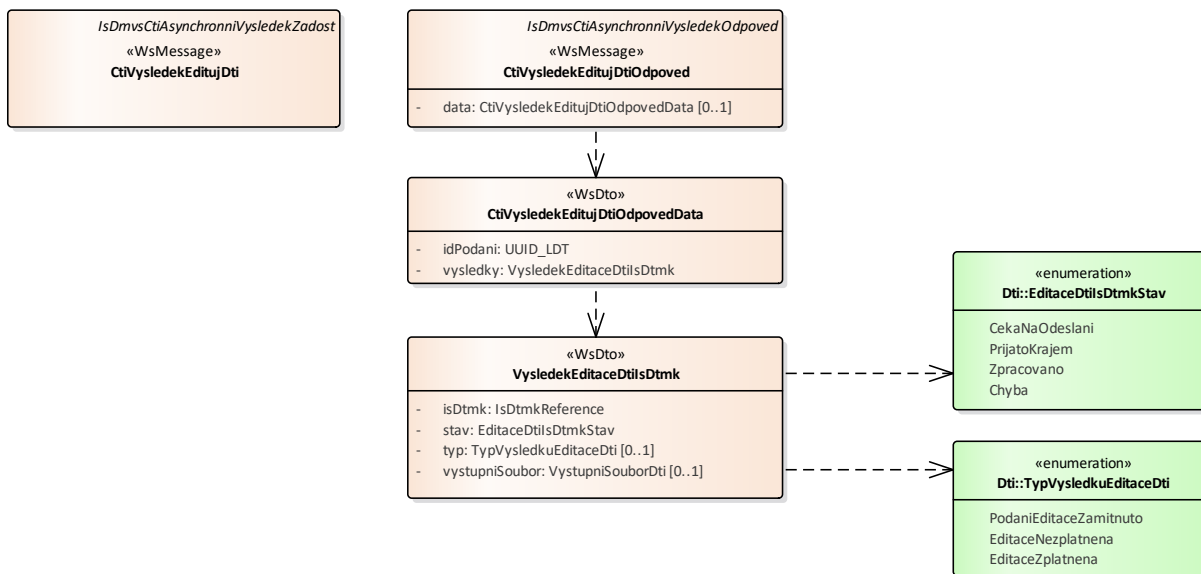 IsDmvsCtiAsynchronniVysledekZadost
«WsMessage»
CtiVysledekEditujDti
IsDmvsCtiAsynchronniVysledekOdpoved
«WsMessage»
CtiVysledekEditujDtiOdpoved
- data: CtiVysledekEditujDtiOdpovedData [0..1]
«WsDto»
CtiVysledekEditujDtiOdpovedData
- idPodani: UUID_LDT
- vysledky: VysledekEditaceDtiIsDtmk
«WsDto»
VysledekEditaceDtiIsDtmk
- isDtmk: IsDtmkReference
- stav: EditaceDtiIsDtmkStav
- typ: TypVysledkuEditaceDti [0..1]
- vystupniSoubor: VystupniSouborDti [0..1]
«enumeration»
Dti::EditaceDtiIsDtmkStav
CekaNaOdeslani
PrijatoKrajem
Zpracovano
Chyba
«enumeration»
Dti::TypVysledkuEditaceDti
PodaniEditaceZamitnuto
EditaceNezplatnena
EditaceZplatnena